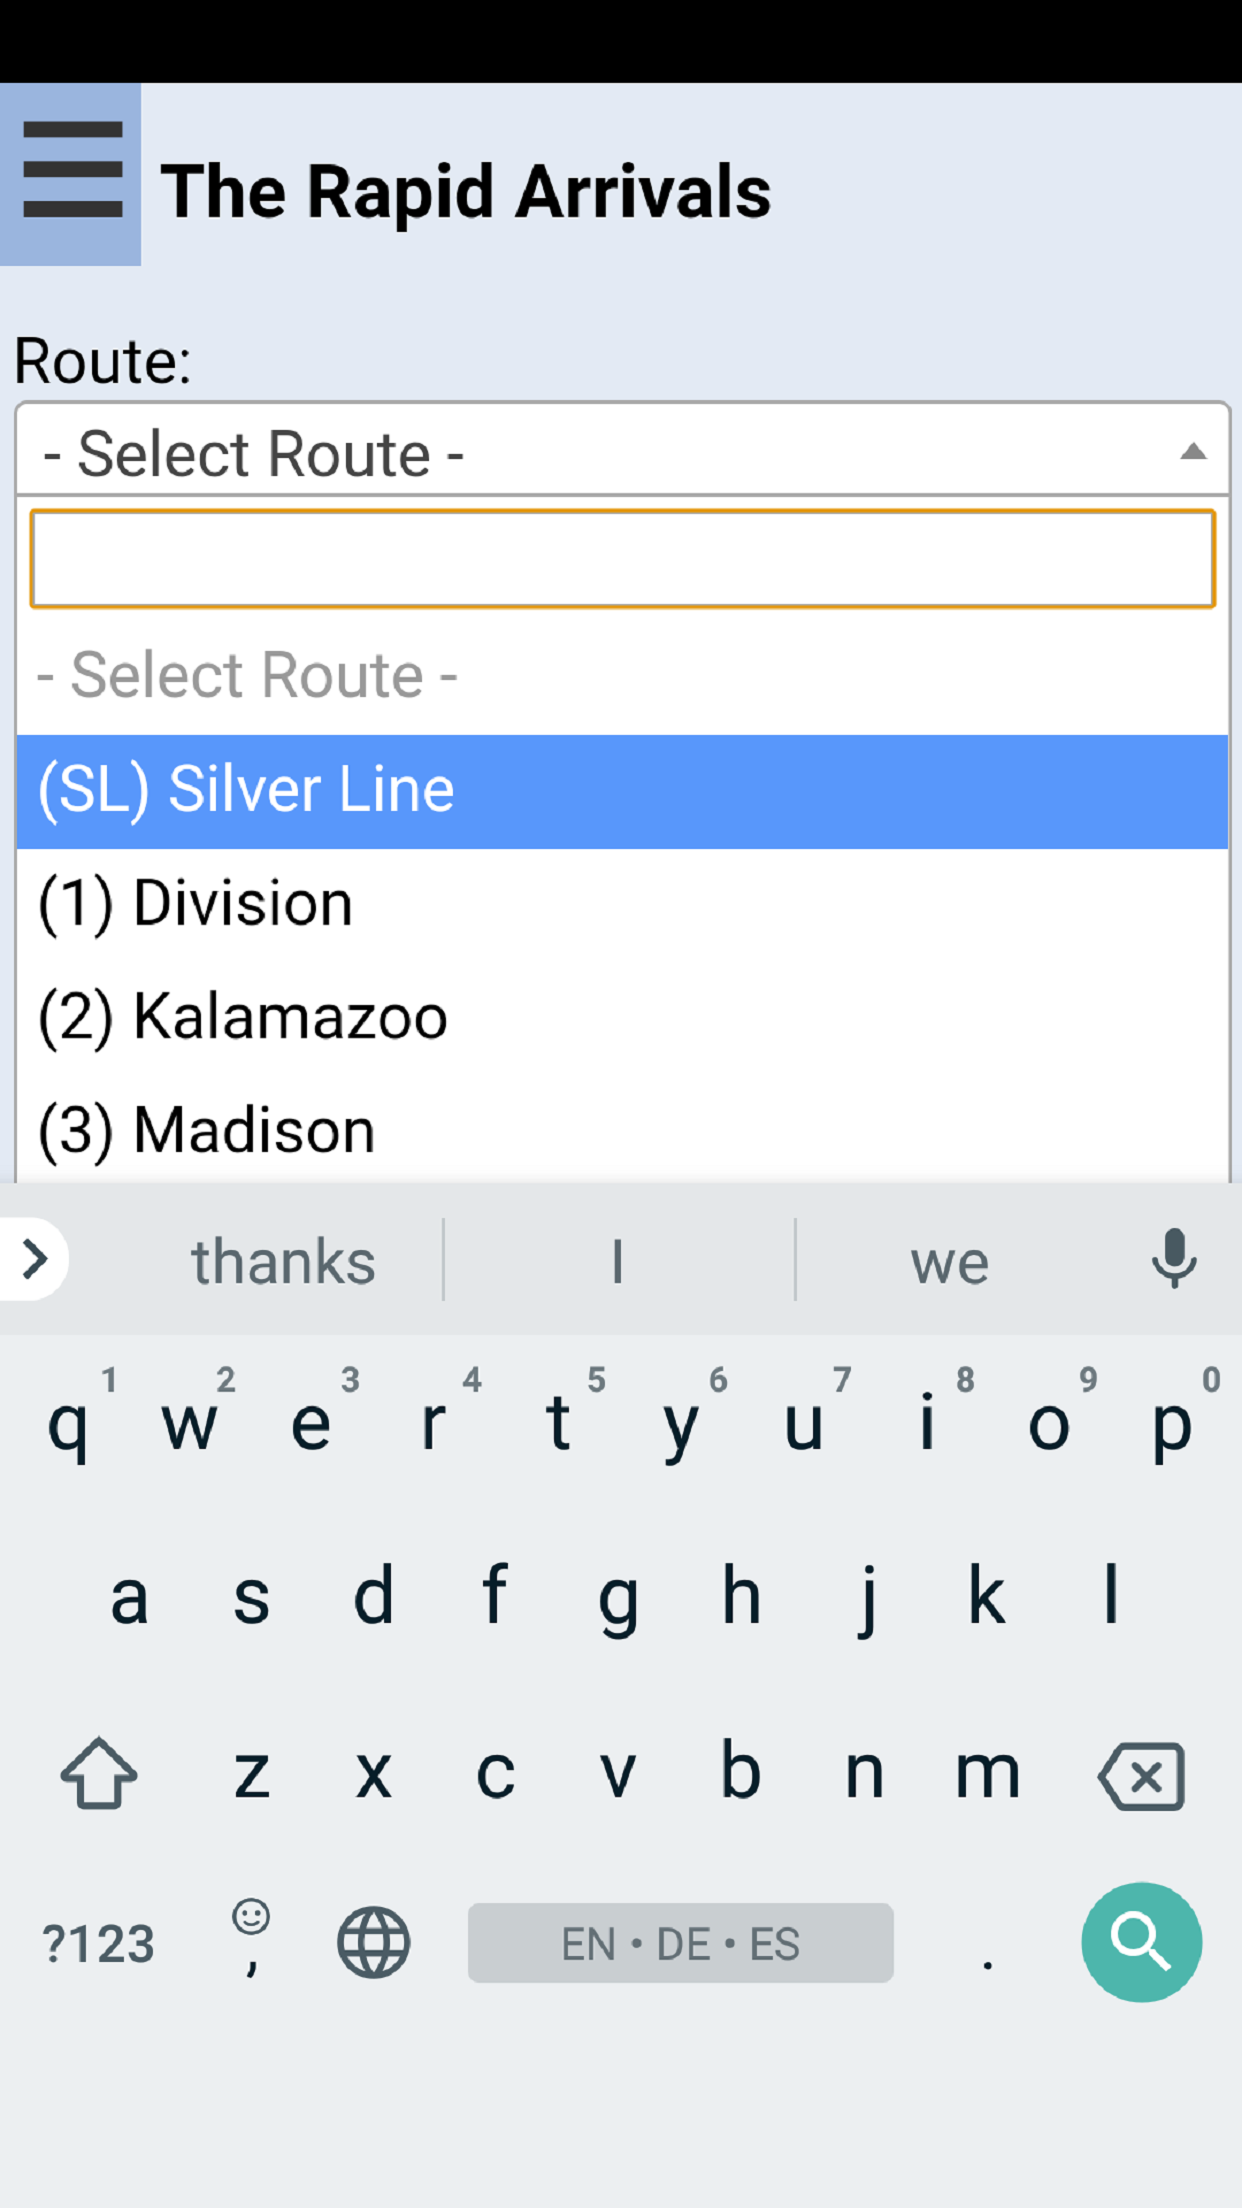 The Rapid Arrivals
Route:
- Select Route -
- Select Route -
(SL) Silver Line
(1) Division
(2) Kalamazoo
(3) Madison
thanks I we
1 2 3 4 5 6 7 8 9 0
q w e r t y u i o p
a s d f g h j k l
z x c v b n m
?123 , EN • DE • ES .